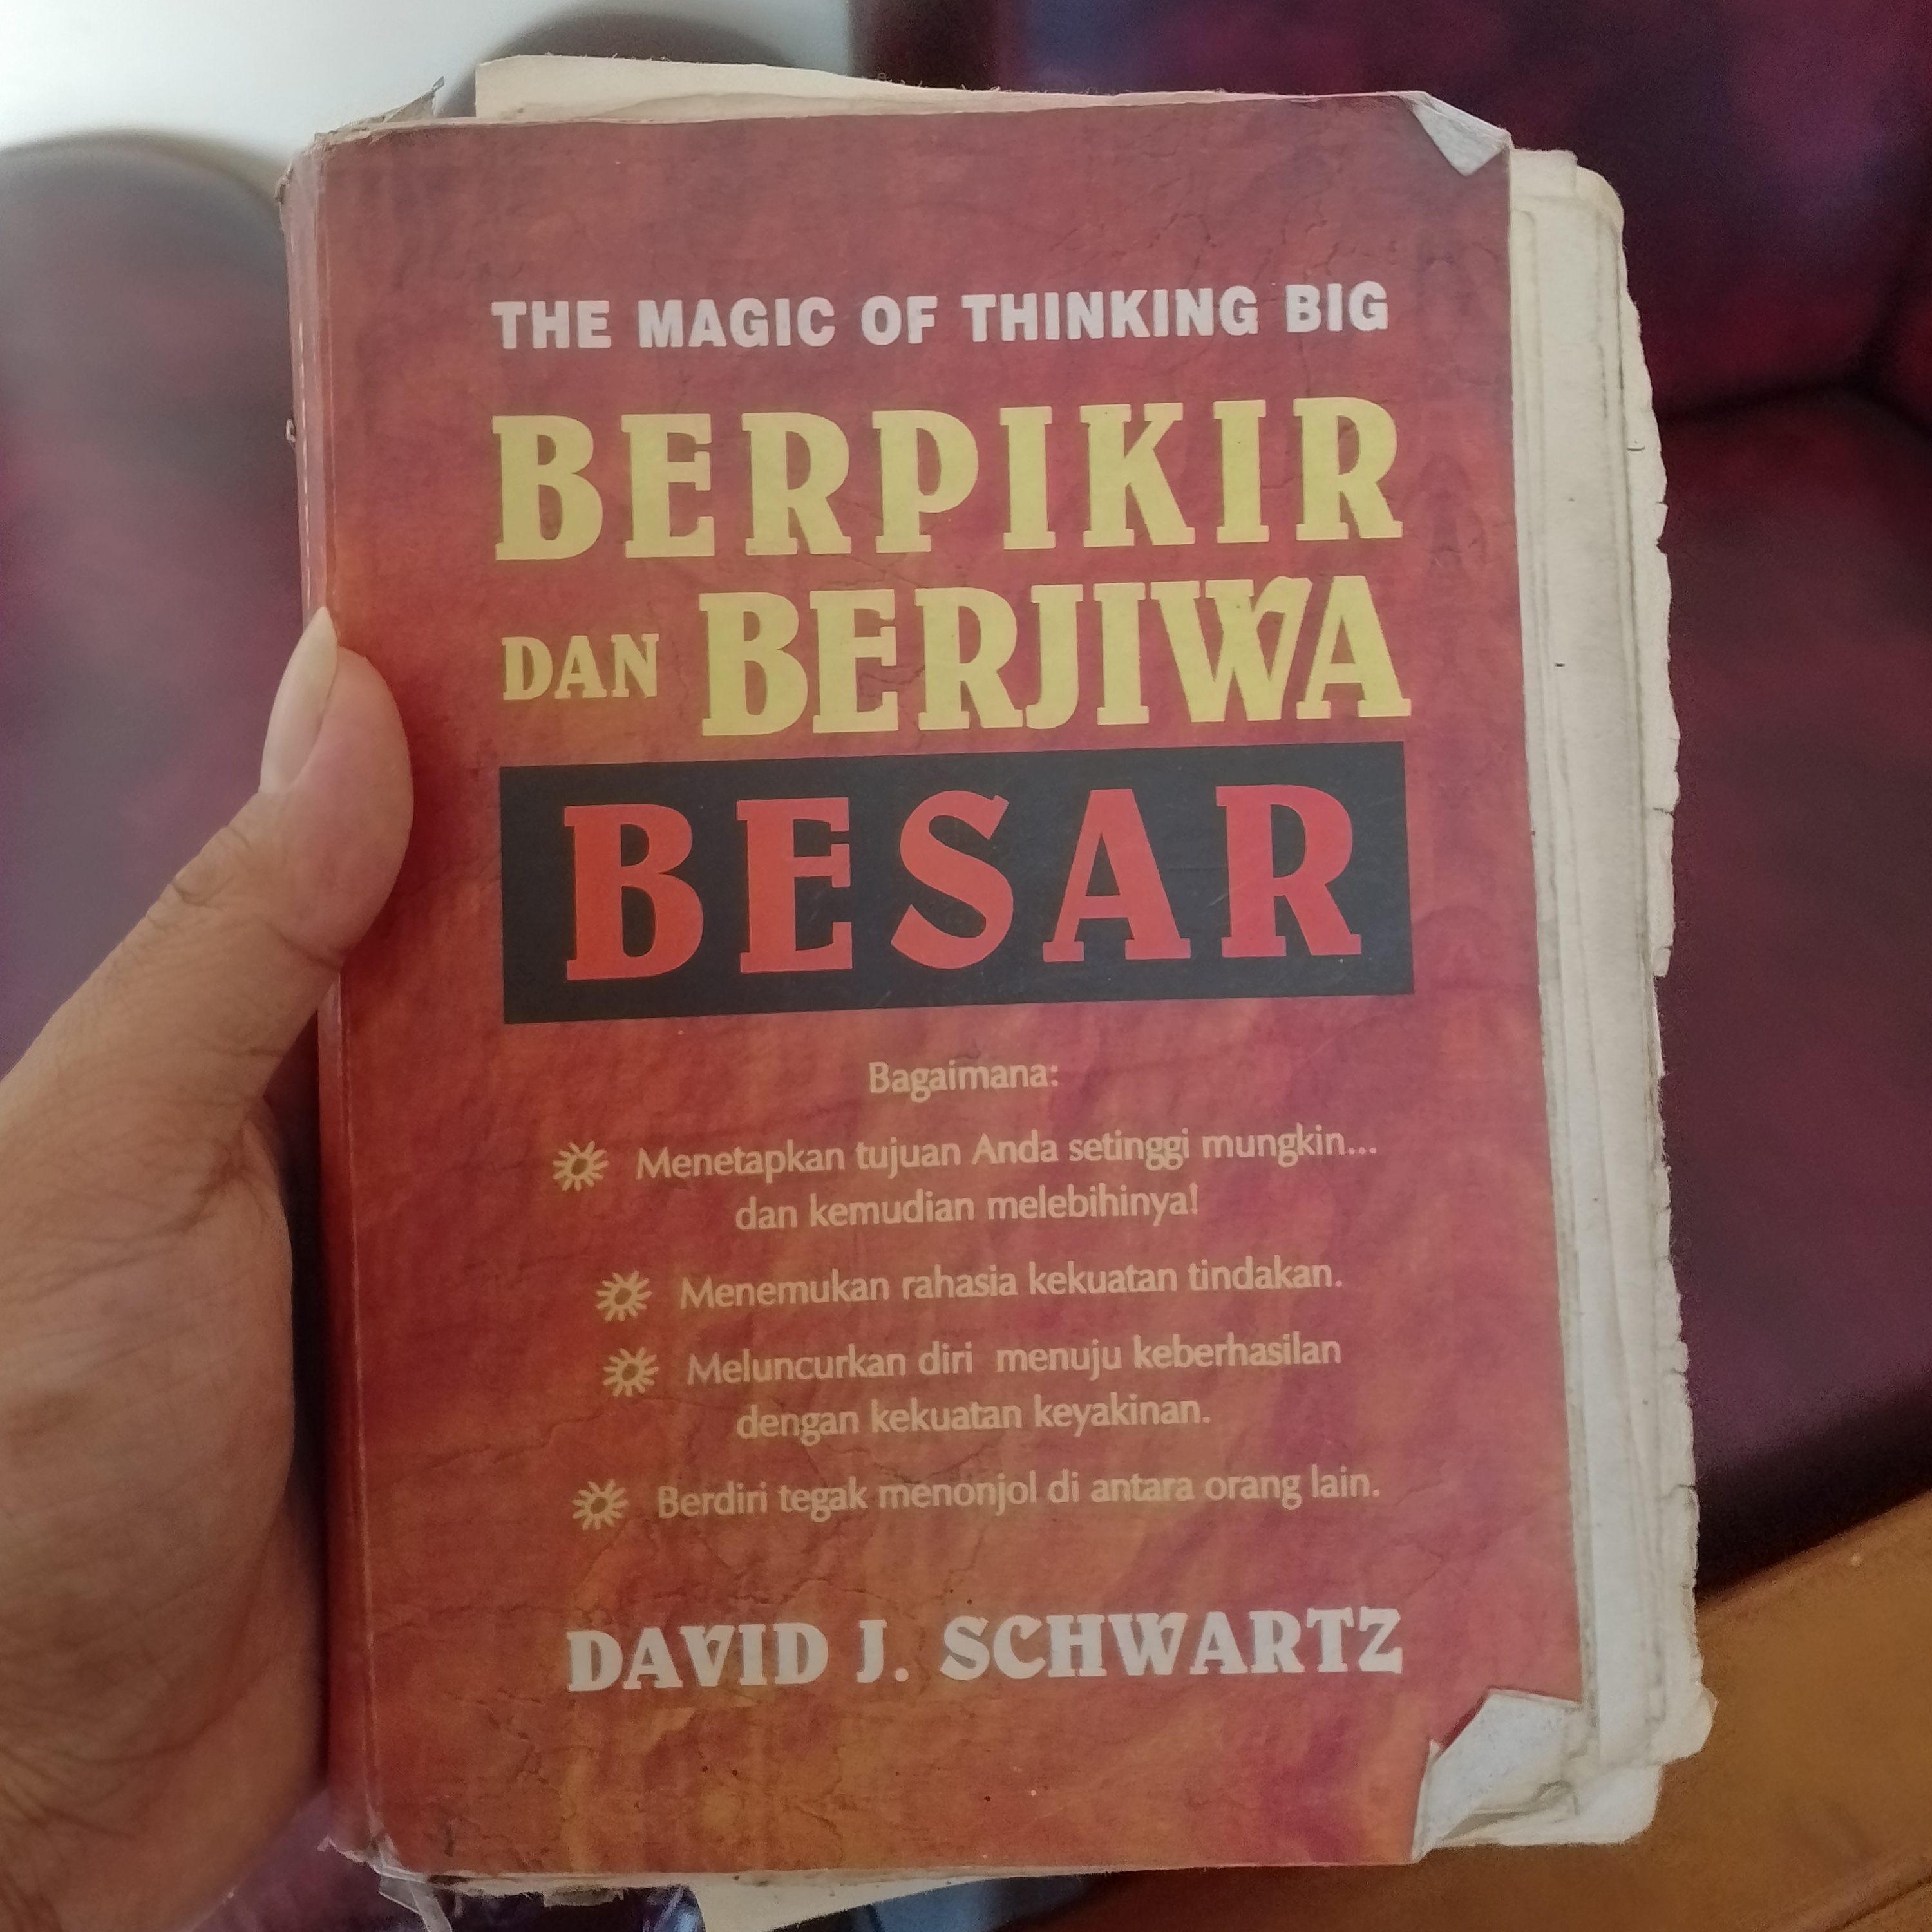 THE MAGIC OF THINKING BIG
BERPIKIR
DAN BERJIWA
BESAR
Bagaimana:
Menetapkan tujuan Anda setinggi mungkin...
dan kemudian melebihinya!
Menemukan rahasia kekuatan tindakan.
Meluncurkan diri menuju keberhasilan
dengan kekuatan keyakinan.
Berdiri tegak menonjol di antara orang lain.
DAVID J. SCHWARTZ